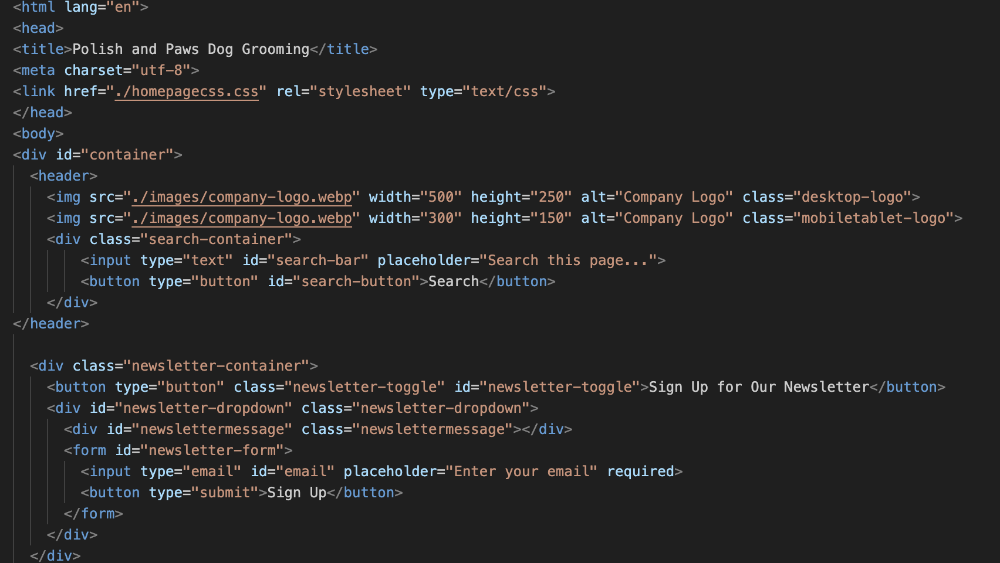 <html lang="en">
<head>
<title>Polish and Paws Dog Grooming</title>
<meta charset="utf-8">
<link href="./homepagecss.css" rel="stylesheet" type="text/css">
</head>
<body>
<div id="container">
  <header>
    <img src="./images/company-logo.webp" width="500" height="250" alt="Company Logo" class="desktop-logo">
    <img src="./images/company-logo.webp" width="300" height="150" alt="Company Logo" class="mobiletablet-logo">
    <div class="search-container">
        <input type="text" id="search-bar" placeholder="Search this page...">
        <button type="button" id="search-button">Search</button>
    </div>
</header>

  <div class="newsletter-container">
    <button type="button" class="newsletter-toggle" id="newsletter-toggle">Sign Up for Our Newsletter</button>
    <div id="newsletter-dropdown" class="newsletter-dropdown">
      <div id="newslettermessage" class="newslettermessage"></div>
      <form id="newsletter-form">
        <input type="email" id="email" placeholder="Enter your email" required>
        <button type="submit">Sign Up</button>
      </form>
    </div>
  </div>